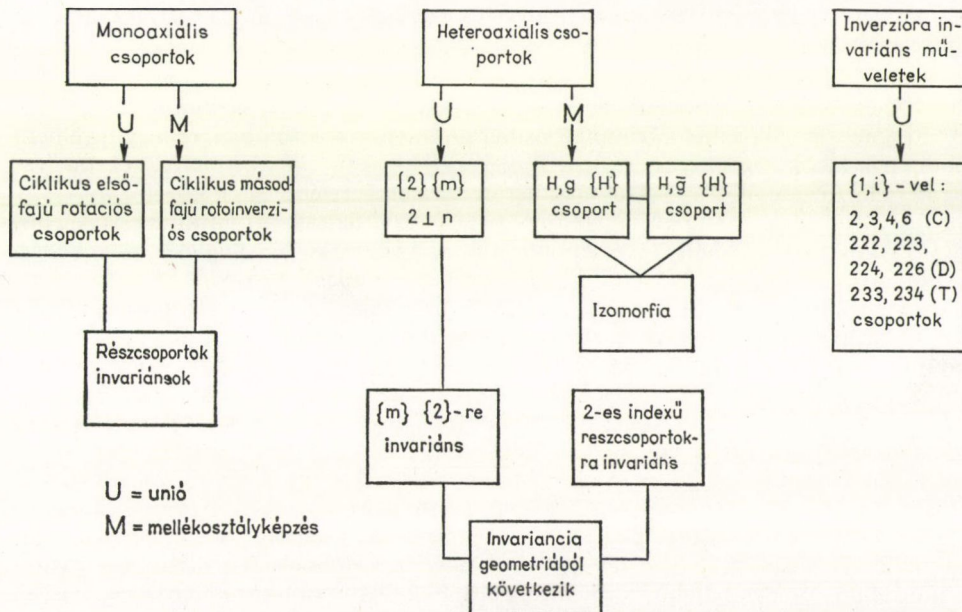 Monoaxiális
csoportok
Heteroaxiális cso-
portok
Inverzióra in-
variáns mű-
veletek
U
M
U
M
U
Ciklikus első-
fajú rotációs
csoportok
Ciklikus másod-
fajú rotoinverzi-
ós csoportok
{2} {m}
2⊥
H,g {H}
csoport
H,g̃ {H}
csoport
{1,i} - vel :
2, 3,4,6 (C)
222, 223,
224, 226 (D)
233, 234 (T)
csoportok
Izomorfia
Részcsoportok
invariánsok
{m} {2}- re
invariáns
2-es indexű
reszcsoportok-
ra invariáns
U = unió
M = mellékosztályképzés
Invariancia
geometriából
következik